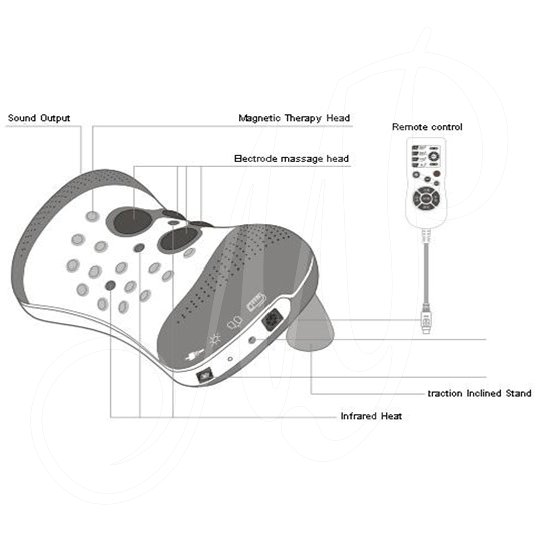 Sound Output
Magnetic Therapy Head
Remote control
Electrode massage head
traction Inclined Stand
Infrared Heat